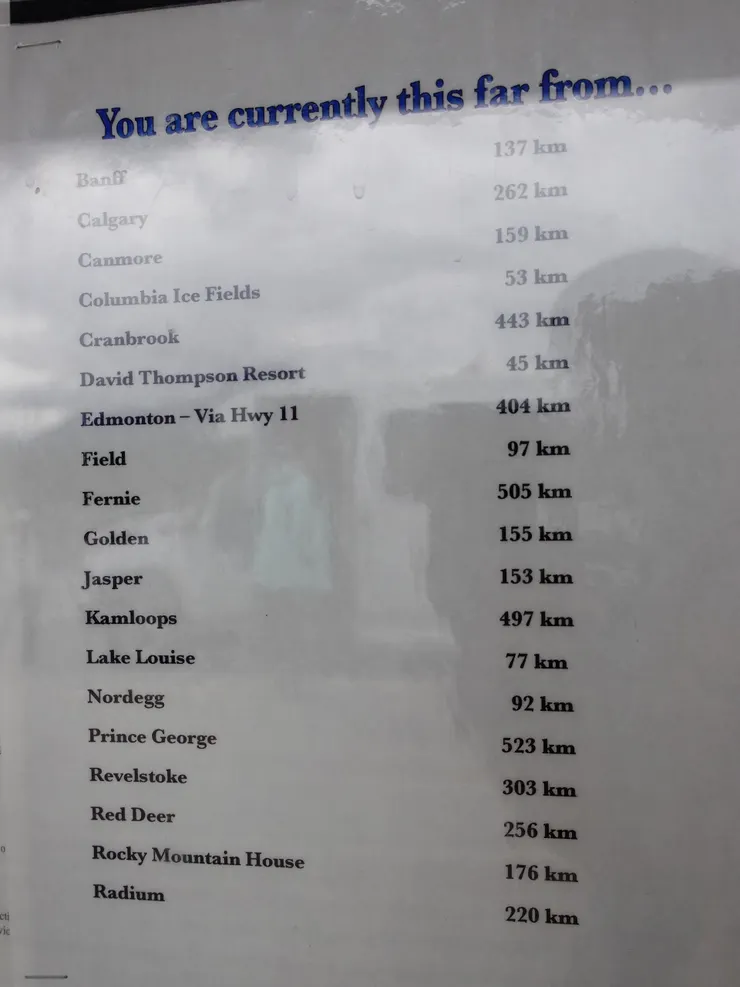 You are currently this far from...
Banff 137 km
Calgary 262 km
Canmore 159 km
Columbia Ice Fields 53 km
Cranbrook 443 km
David Thompson Resort 45 km
Edmonton – Via Hwy 11 404 km
Field 97 km
Fernie 505 km
Golden 155 km
Jasper 153 km
Kamloops 497 km
Lake Louise 77 km
Nordegg 92 km
Prince George 523 km
Revelstoke 303 km
Red Deer 256 km
Rocky Mountain House 176 km
Radium 220 km